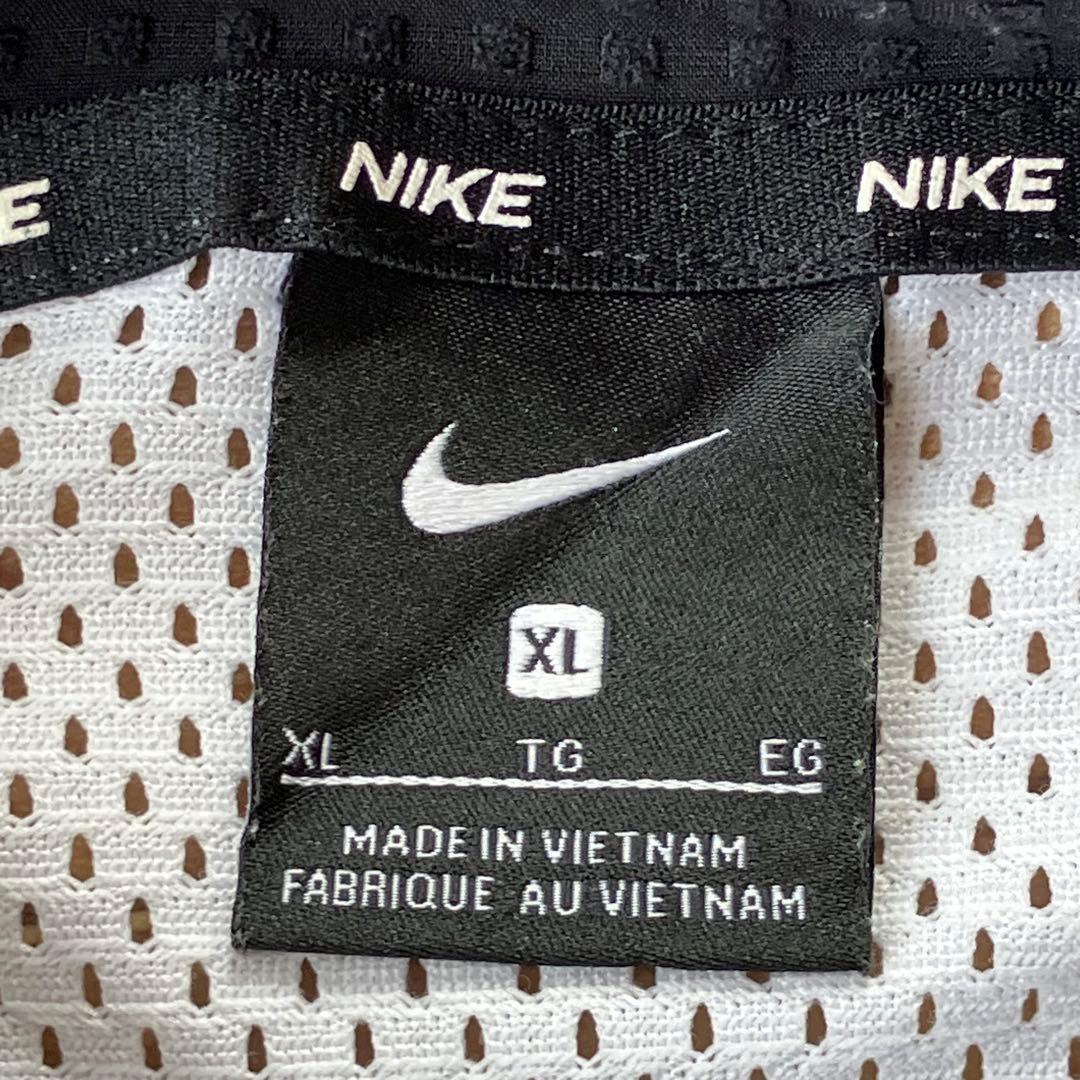 E NIKE NIKE
XL
XL TG EG
MADE IN VIETNAM
FABRIQUE AU VIETNAM